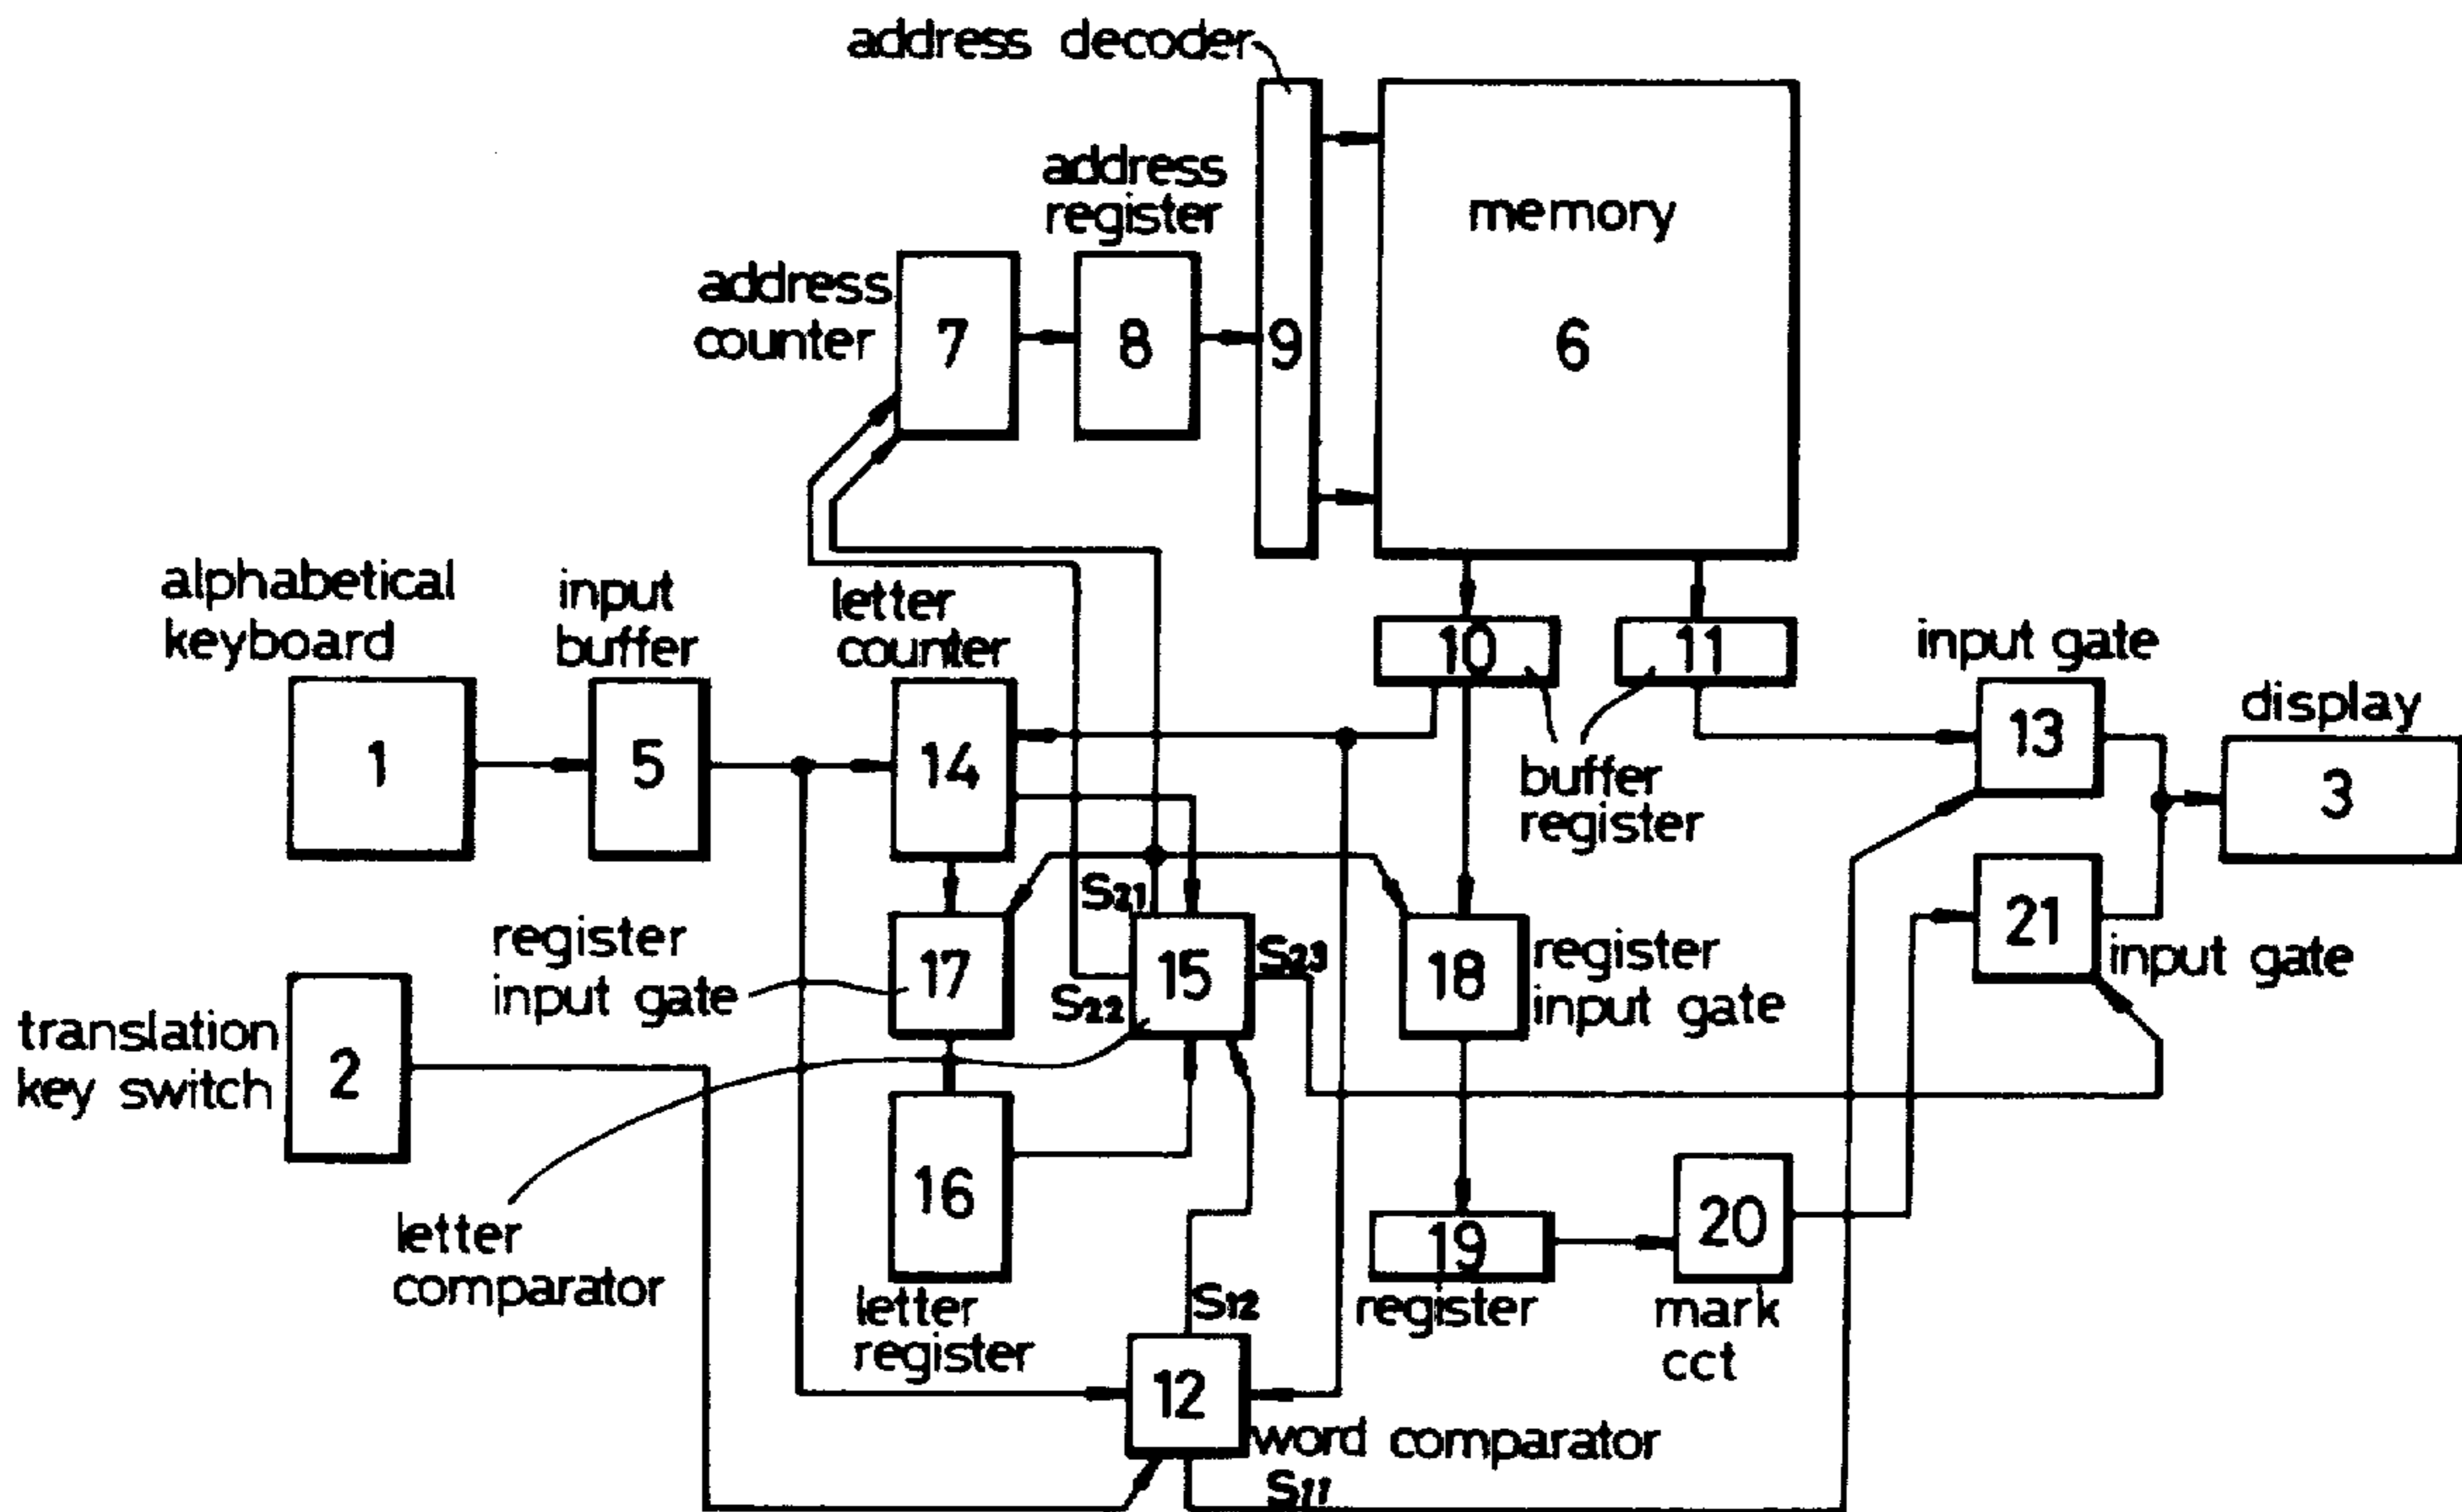 address decoder
address
register
memory
address
counter
7
8
9
6
alphabetical
keyboard
input
buffer
letter
counter
10
11
input gate
display
1
5
14
13
3
buffer
register
S21
S23
S22
register
input gate
17
15
18
register
input gate
21
input gate
translation
key switch
2
16
letter
comparator
letter
register
19
register
20
mark
cct
S12
12
word comparator
S11